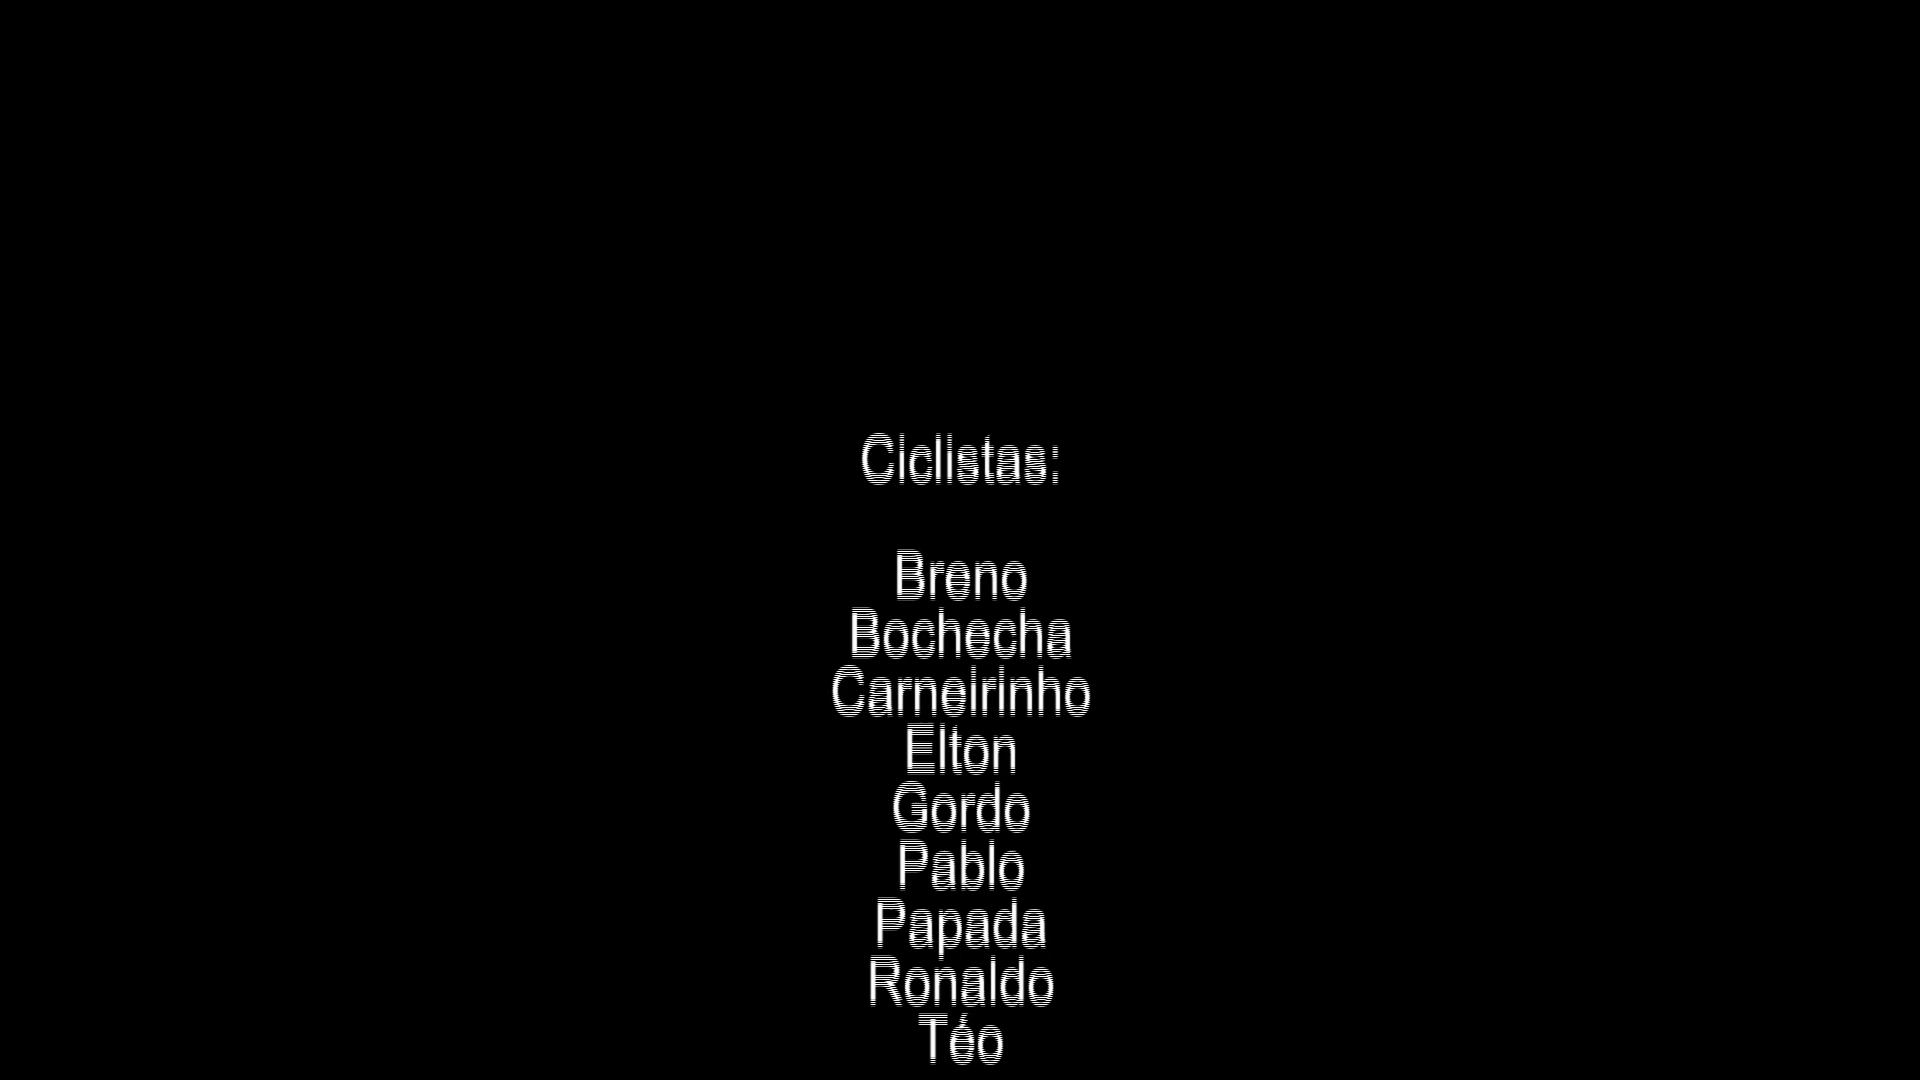 Ciclistas:
Breno
Bochecha
Carneirinho
Elton
Gordo
Pablo
Papada
Ronaldo
Téo